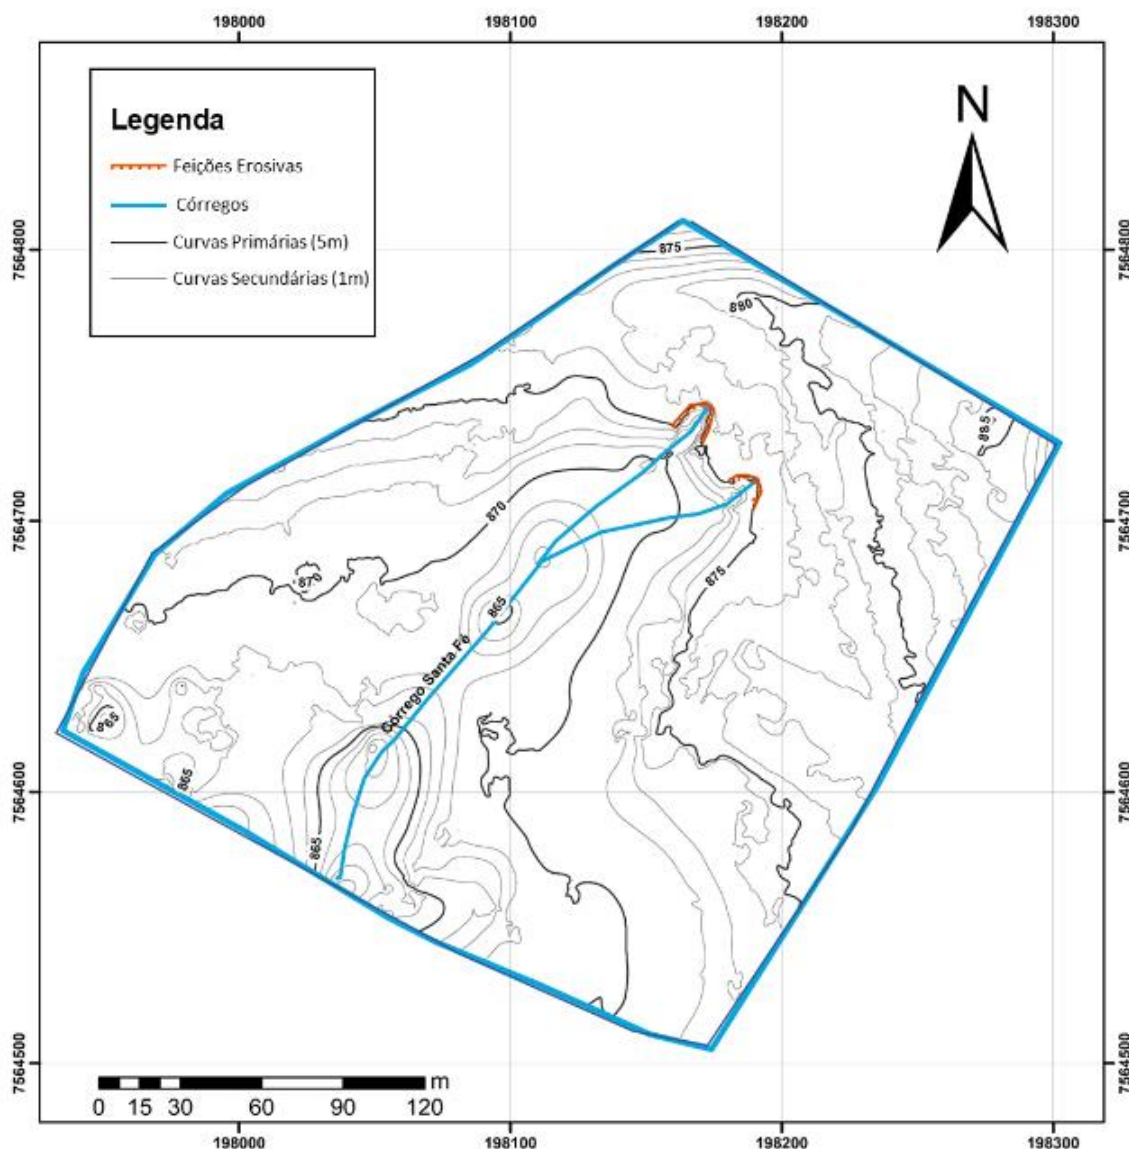 198000 198100 198200 198300
Legenda
Feições Erosivas
Córregos
Curvas Primárias (5m)
Curvas Secundárias (1m)
N
7564800 7564800
875
880
885
7564700 7564700
870
875
870
865
Córrego Santa Fé
865
865
7564600 7564600
865
7564500 7564500
m
0 15 30 60 90 120
198000 198100 198200 198300